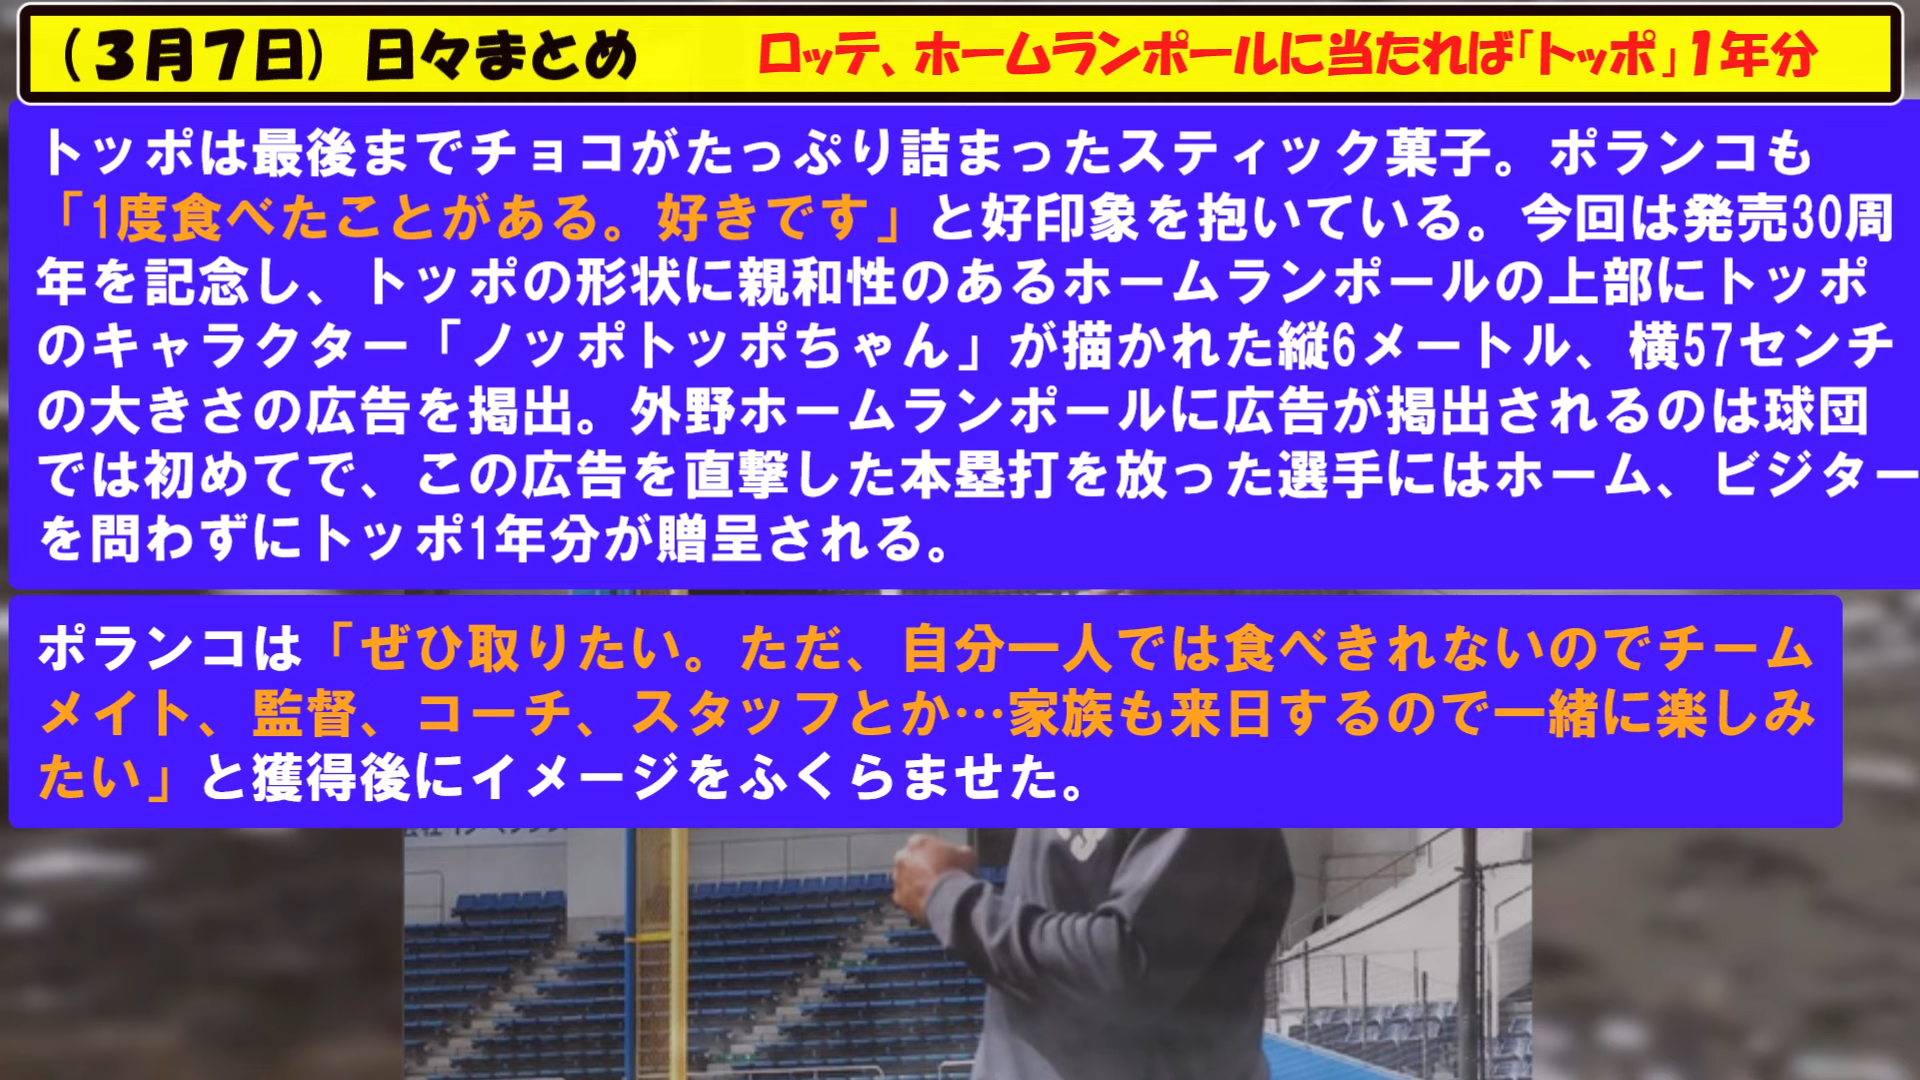 （３月７日）日々まとめ　ロッテ、ホームランポールに当たれば「トッポ」１年分
トッポは最後までチョコがたっぷり詰まったスティック菓子。ポランコも
「1度食べたことがある。好きです」と好印象を抱いている。今回は発売30周
年を記念し、トッポの形状に親和性のあるホームランポールの上部にトッポ
のキャラクター「ノッポトッポちゃん」が描かれた縦6メートル、横57センチ
の大きさの広告を掲出。外野ホームランポールに広告が掲出されるのは球団
では初めてで、この広告を直撃した本塁打を放った選手にはホーム、ビジター
を問わずにトッポ1年分が贈呈される。
ポランコは「ぜひ取りたい。ただ、自分一人では食べきれないのでチーム
メイト、監督、コーチ、スタッフとか…家族も来日するので一緒に楽しみ
たい」と獲得後にイメージをふくらませた。